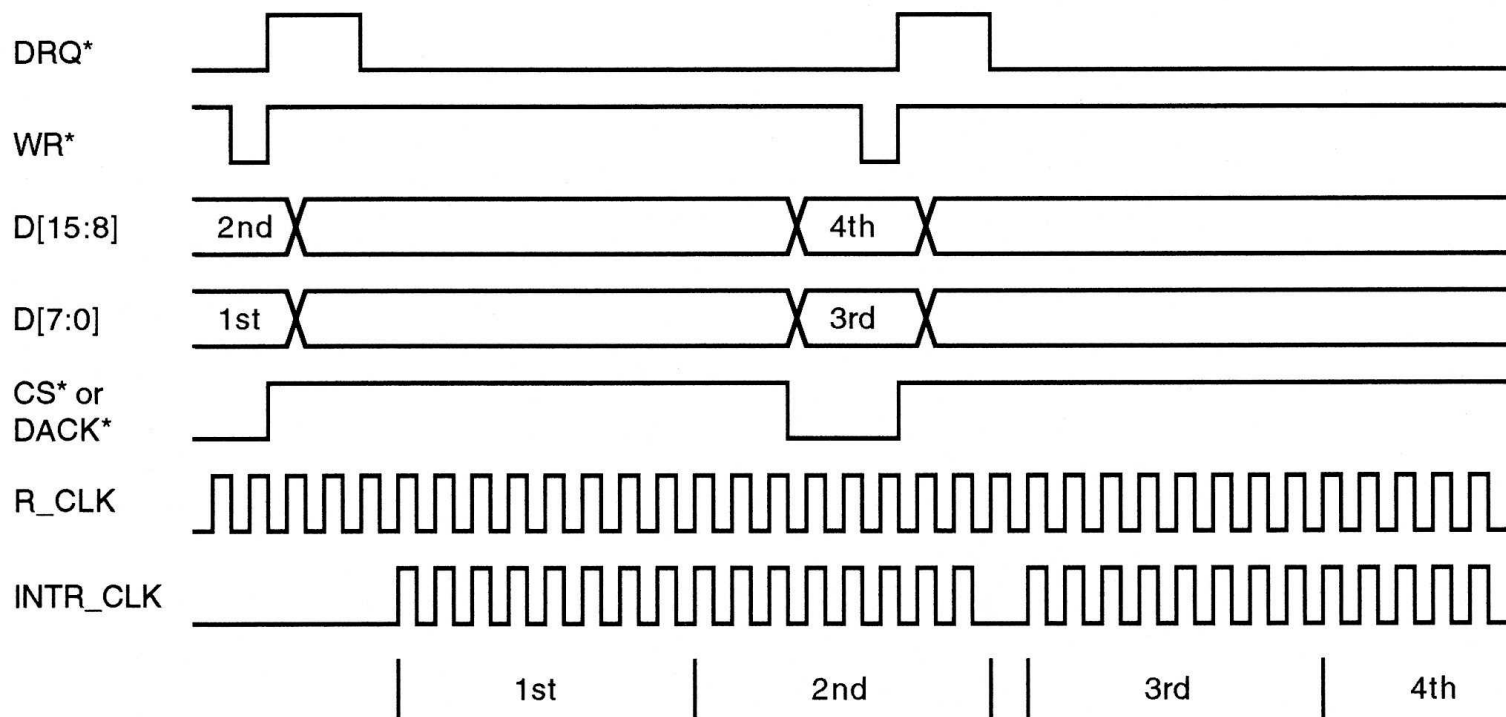 DRQ*
WR*
D[15:8] 2nd 4th
D[7:0] 1st 3rd
CS* or
DACK*
R_CLK
INTR_CLK
1st 2nd 3rd 4th